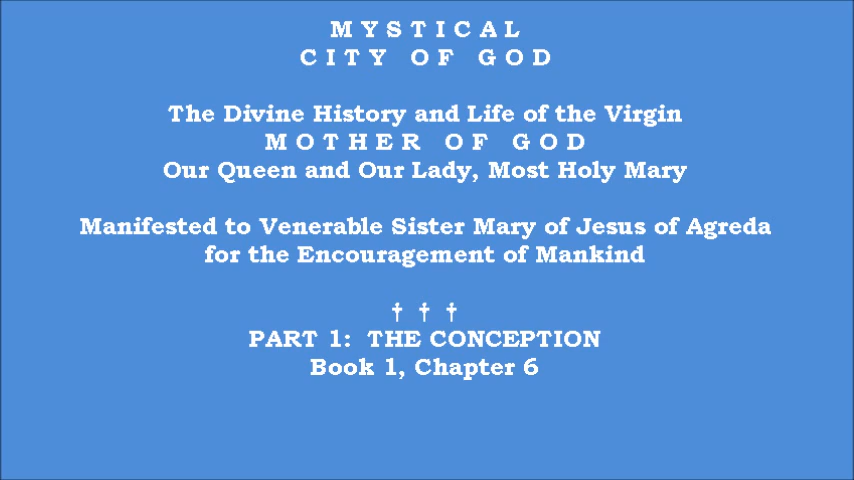 M Y S T I C A L
C I T Y O F G O D
The Divine History and Life of the Virgin
M O T H E R O F G O D
Our Queen and Our Lady, Most Holy Mary
Manifested to Venerable Sister Mary of Jesus of Agreda
for the Encouragement of Mankind
† † †
PART 1: THE CONCEPTION
Book 1, Chapter 6